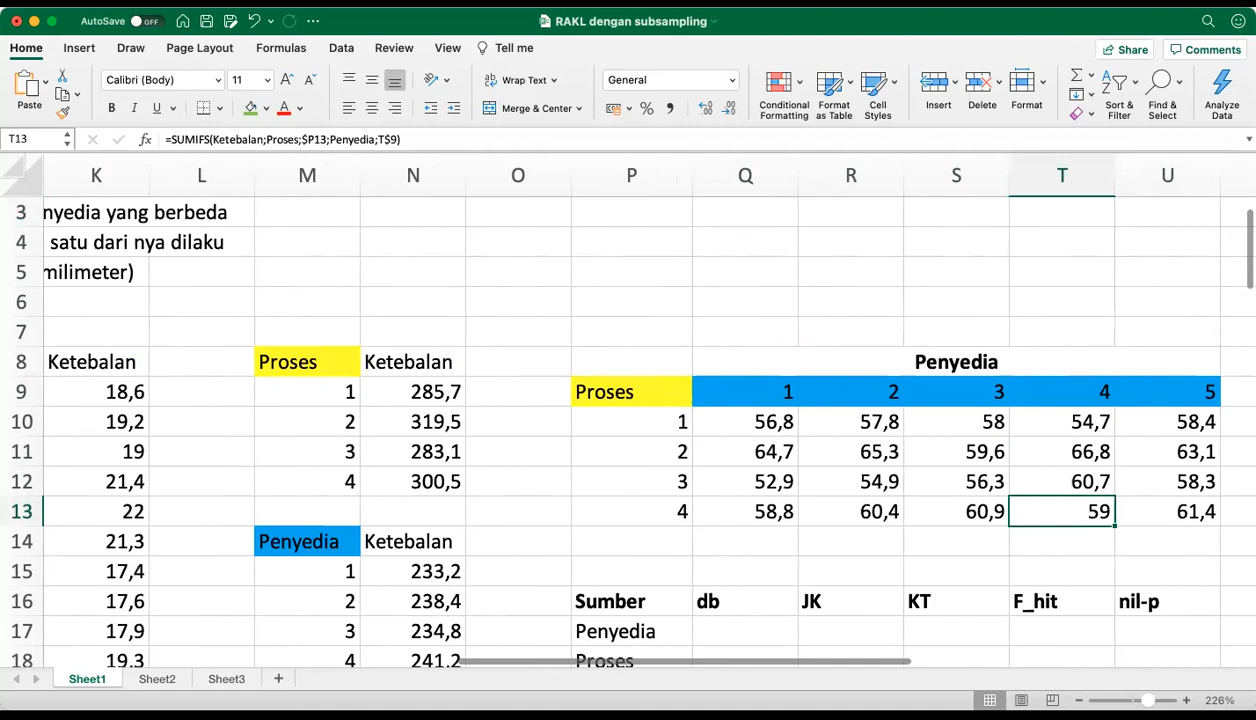 AutoSave OFF RAKL dengan subsampling
Home Insert Draw Page Layout Formulas Data Review View Tell me Share Comments
Paste Calibri (Body) 11 Wrap Text General
B I U Merge & Center % Conditional Formatting Format as Table Cell Styles Insert Delete Format Sort & Filter Find & Select Analyze Data
T13 fx =SUMIFS(Ketebalan;Proses;$P13;Penyedia;T$9)
K L M N O P Q R S T U
3 nyedia yang berbeda
4 satu dari nya dilaku
5 milimeter)
6
7
8 Ketebalan Proses Ketebalan Penyedia
9 18,6 1 285,7 Proses 1 2 3 4 5
10 19,2 2 319,5 1 56,8 57,8 58 54,7 58,4
11 19 3 283,1 2 64,7 65,3 59,6 66,8 63,1
12 21,4 4 300,5 3 52,9 54,9 56,3 60,7 58,3
13 22 4 58,8 60,4 60,9 59 61,4
14 21,3 Penyedia Ketebalan
15 17,4 1 233,2
16 17,6 2 238,4 Sumber db JK KT F_hit nil-p
17 17,9 3 234,8 Penyedia
18 19,3 4 241,2 Proses
Sheet1 Sheet2 Sheet3 +
226%